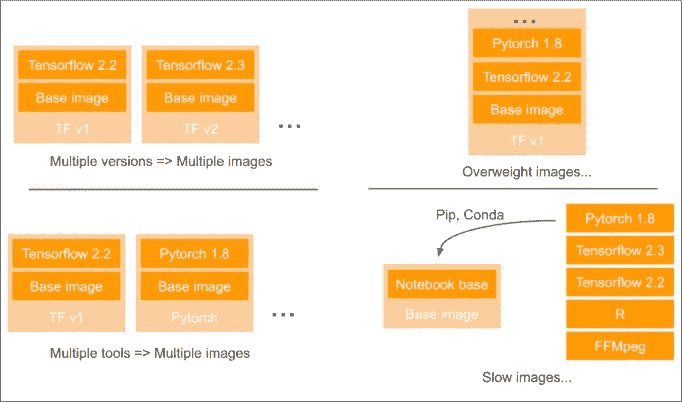 Tensorflow 2.2
Base image
TF v1
Tensorflow 2.3
Base image
TF v2
...
Multiple versions => Multiple images
...
Pytorch 1.8
Tensorflow 2.2
Base image
TF v1
Overweight images...
Tensorflow 2.2
Base image
TF v1
Pytorch 1.8
Base image
Pytorch
...
Multiple tools => Multiple images
Pip, Conda
Notebook base
Base image
Pytorch 1.8
Tensorflow 2.3
Tensorflow 2.2
R
FFMpeg
Slow images...